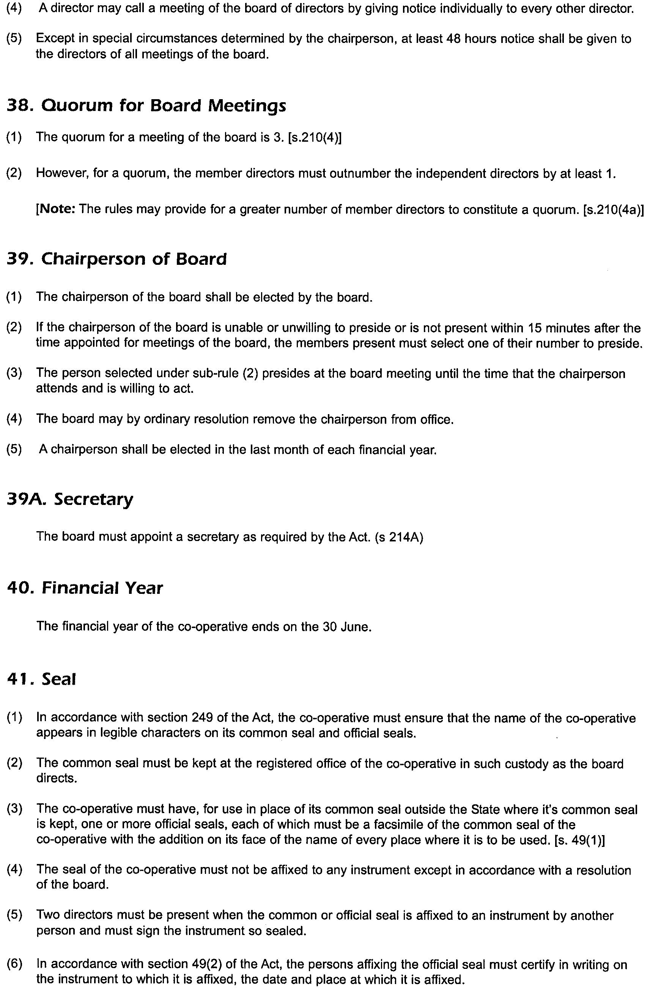 (4) A director may call a meeting of the board of directors by giving notice individually to every other director.
(5) Except in special circumstances determined by the chairperson, at least 48 hours notice shall be given to
the directors of all meetings of the board.
38. Quorum for Board Meetings
(1) The quorum for a meeting of the board is 3. [s.210(4)]
(2) However, for a quorum, the member directors must outnumber the independent directors by at least 1.
[Note: The rules may provide for a greater number of member directors to constitute a quorum. [s.210(4a)]
39. Chairperson of Board
(1) The chairperson of the board shall be elected by the board.
(2) If the chairperson of the board is unable or unwilling to preside or is not present within 15 minutes after the
time appointed for meetings of the board, the members present must select one of their number to preside.
(3) The person selected under sub-rule (2) presides at the board meeting until the time that the chairperson
attends and is willing to act.
(4) The board may by ordinary resolution remove the chairperson from office.
(5) A chairperson shall be elected in the last month of each financial year.
39A. Secretary
The board must appoint a secretary as required by the Act. (s 214A)
40. Financial Year
The financial year of the co-operative ends on the 30 June.
41. Seal
(1) In accordance with section 249 of the Act, the co-operative must ensure that the name of the co-operative
appears in legible characters on its common seal and official seals.
(2) The common seal must be kept at the registered office of the co-operative in such custody as the board
directs.
(3) The co-operative must have, for use in place of its common seal outside the State where it's common seal
is kept, one or more official seals, each of which must be a facsimile of the common seal of the
co-operative with the addition on its face of the name of every place where it is to be used. [s. 49(1)]
(4) The seal of the co-operative must not be affixed to any instrument except in accordance with a resolution
of the board.
(5) Two directors must be present when the common or official seal is affixed to an instrument by another
person and must sign the instrument so sealed.
(6) In accordance with section 49(2) of the Act, the persons affixing the official seal must certify in writing on
the instrument to which it is affixed, the date and place at which it is affixed.